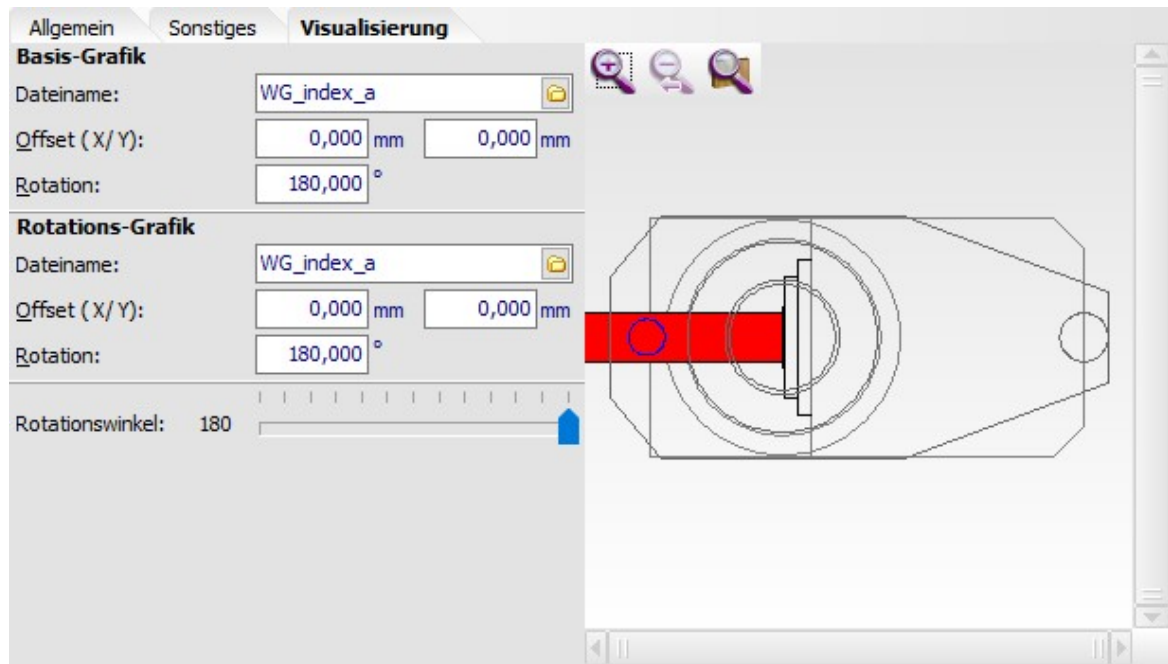 Allgemein Sonstiges Visualisierung
Basis-Grafik
Dateiname: WG_index_a
Offset ( X/ Y): 0,000 mm 0,000 mm
Rotation: 180,000 °
Rotations-Grafik
Dateiname: WG_index_a
Offset ( X/ Y): 0,000 mm 0,000 mm
Rotation: 180,000 °
Rotationswinkel: 180